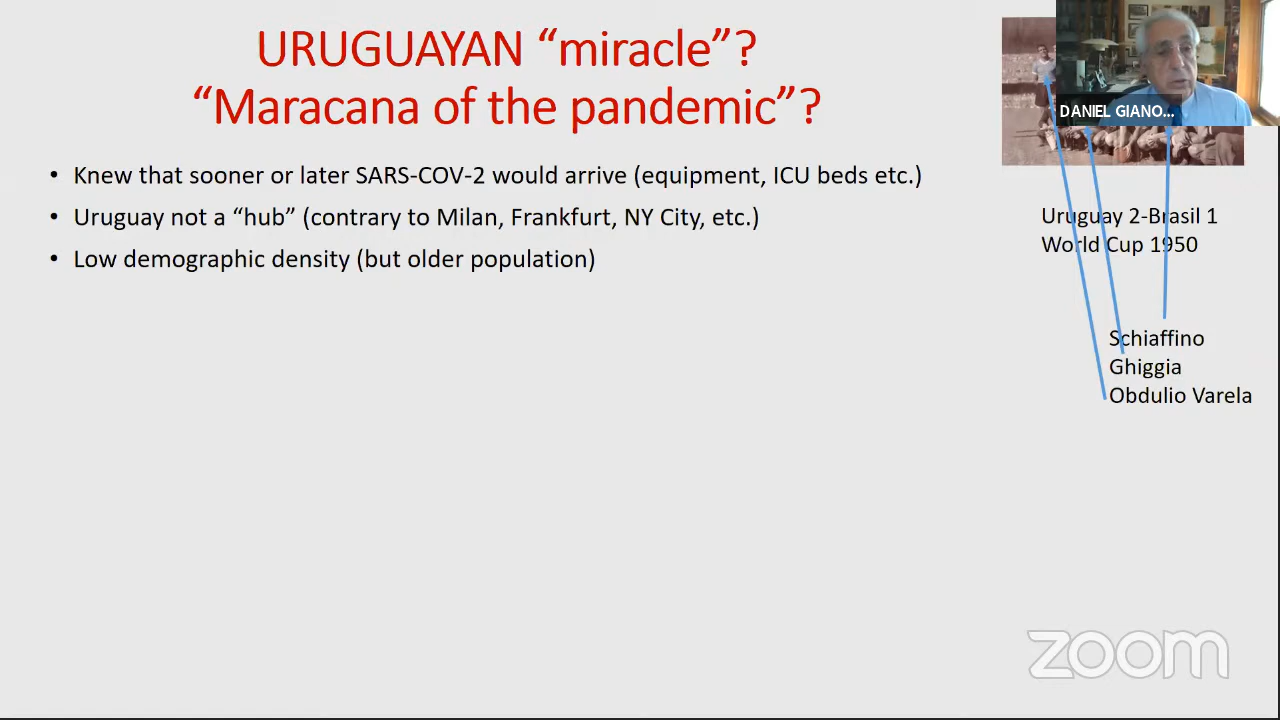 URUGUAYAN “miracle”?
“Maracana of the pandemic”?
• Knew that sooner or later SARS-COV-2 would arrive (equipment, ICU beds etc.)
• Uruguay not a “hub” (contrary to Milan, Frankfurt, NY City, etc.)
• Low demographic density (but older population)
DANIEL GIANO...
Uruguay 2-Brasil 1
World Cup 1950
Schiaffino
Ghiggia
Obdulio Varela
zoom